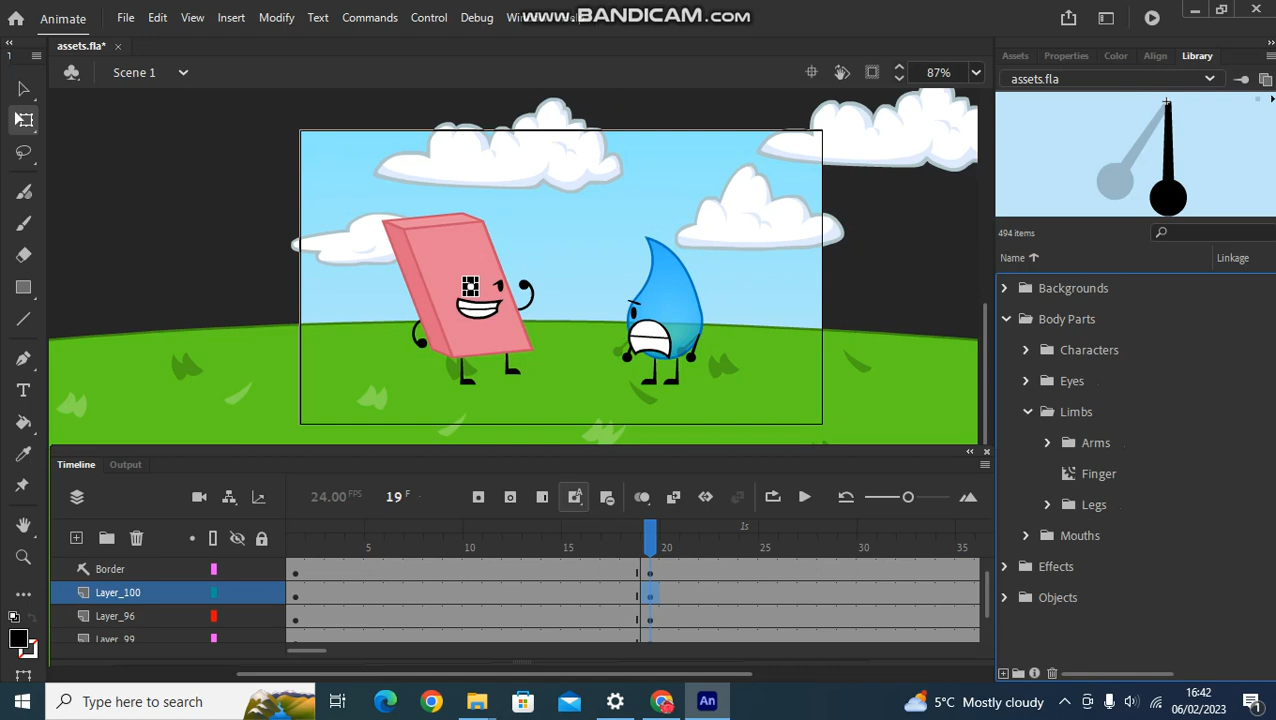 Animate File Edit View Insert Modify Text Commands Control Debug
www.BANDICAM.com
assets.fla* ×
Scene 1
87%
Assets Properties Color Align Library
assets.fla
494 items
Name Linkage
Backgrounds
Body Parts
Characters
Eyes
Limbs
Arms
Finger
Legs
Mouths
Effects
Objects
Timeline Output
24.00 FPS 19 F
1s
5 10 15 20 25 30 35
Border
Layer_100
Layer_96
Layer_99
Type here to search
An
5°C Mostly cloudy
16:42
06/02/2023
1